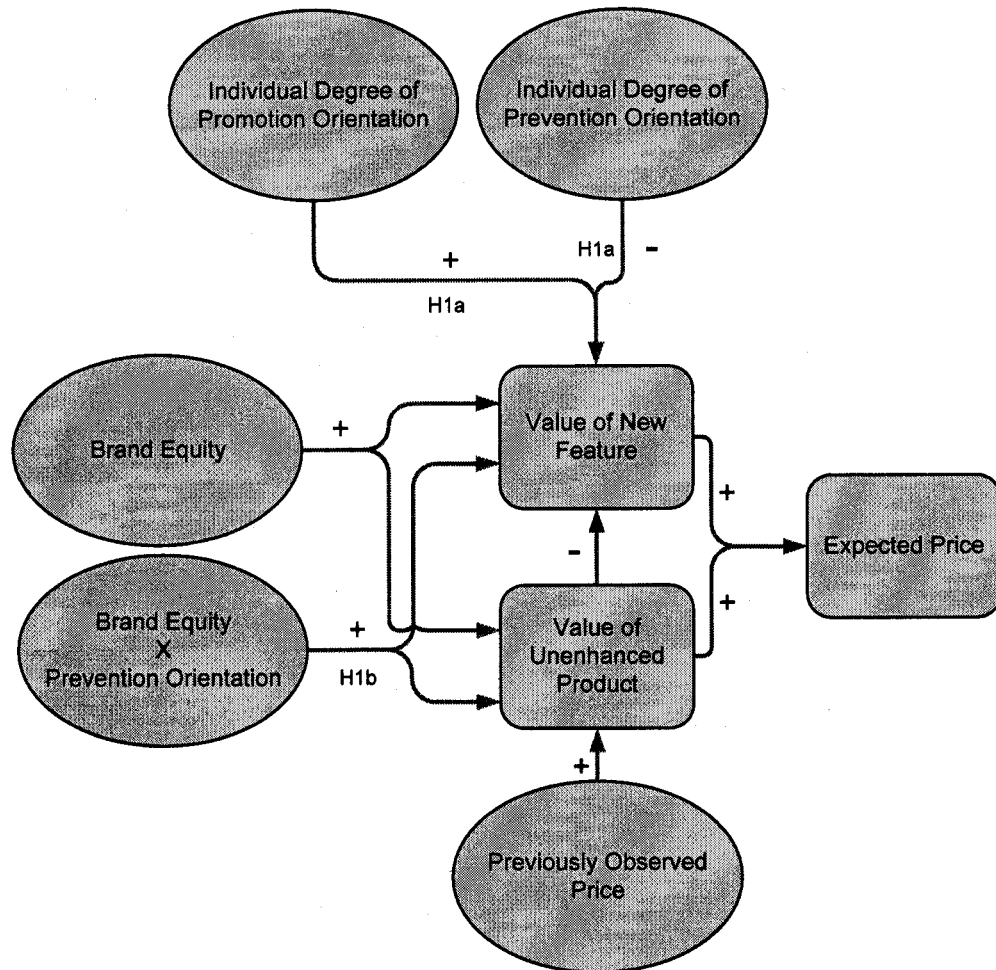 Individual Degree of
Promotion Orientation
Individual Degree of
Prevention Orientation
+
H1a
H1a
-
Brand Equity
+
Value of New
Feature
+
Expected Price
-
+
Brand Equity
X
Prevention Orientation
+
H1b
Value of
Unenhanced
Product
+
Previously Observed
Price